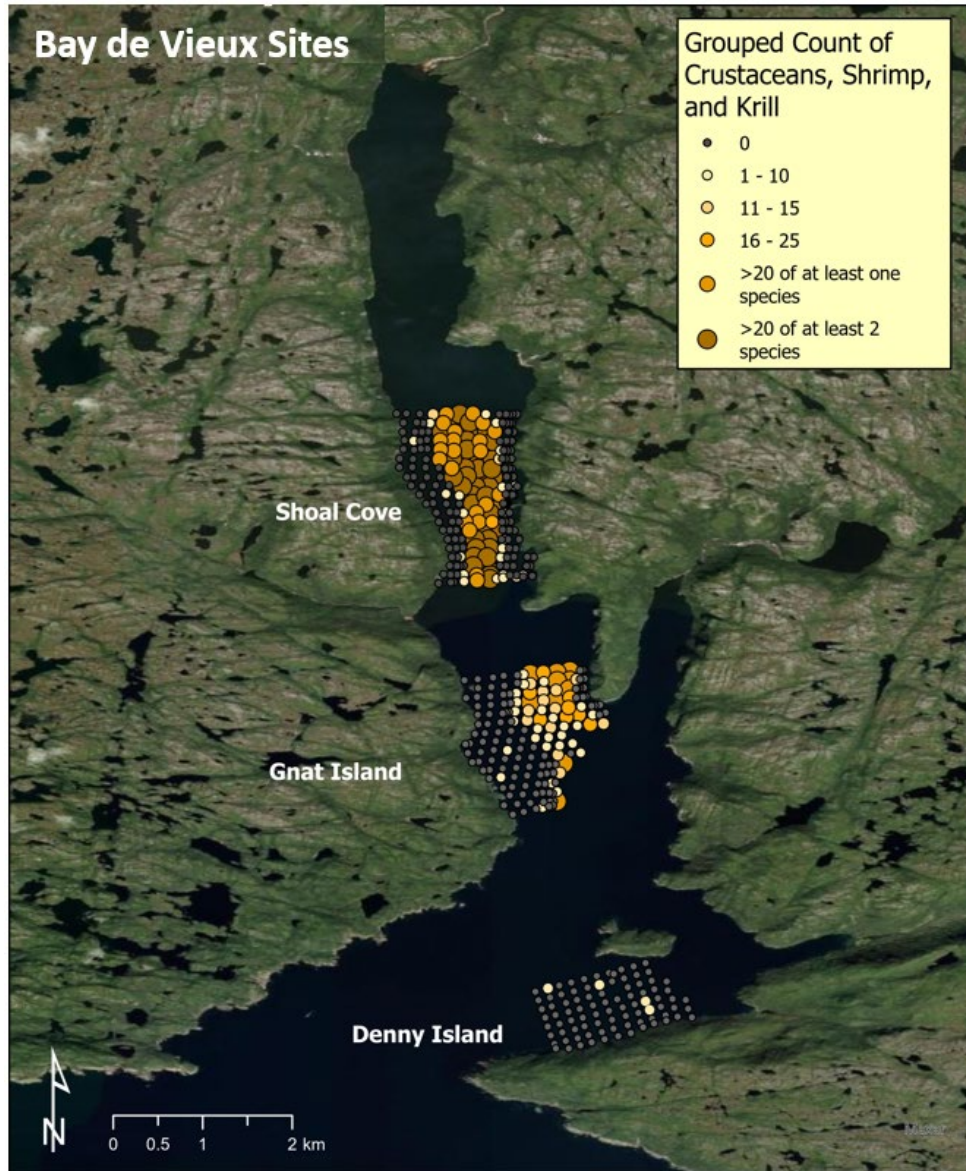 Bay de Vieux Sites
Grouped Count of
Crustaceans, Shrimp,
and Krill
0
1 - 10
11 - 15
16 - 25
>20 of at least one
species
>20 of at least 2
species
Shoal Cove
Gnat Island
Denny Island
N
0 0.5 1 2 km